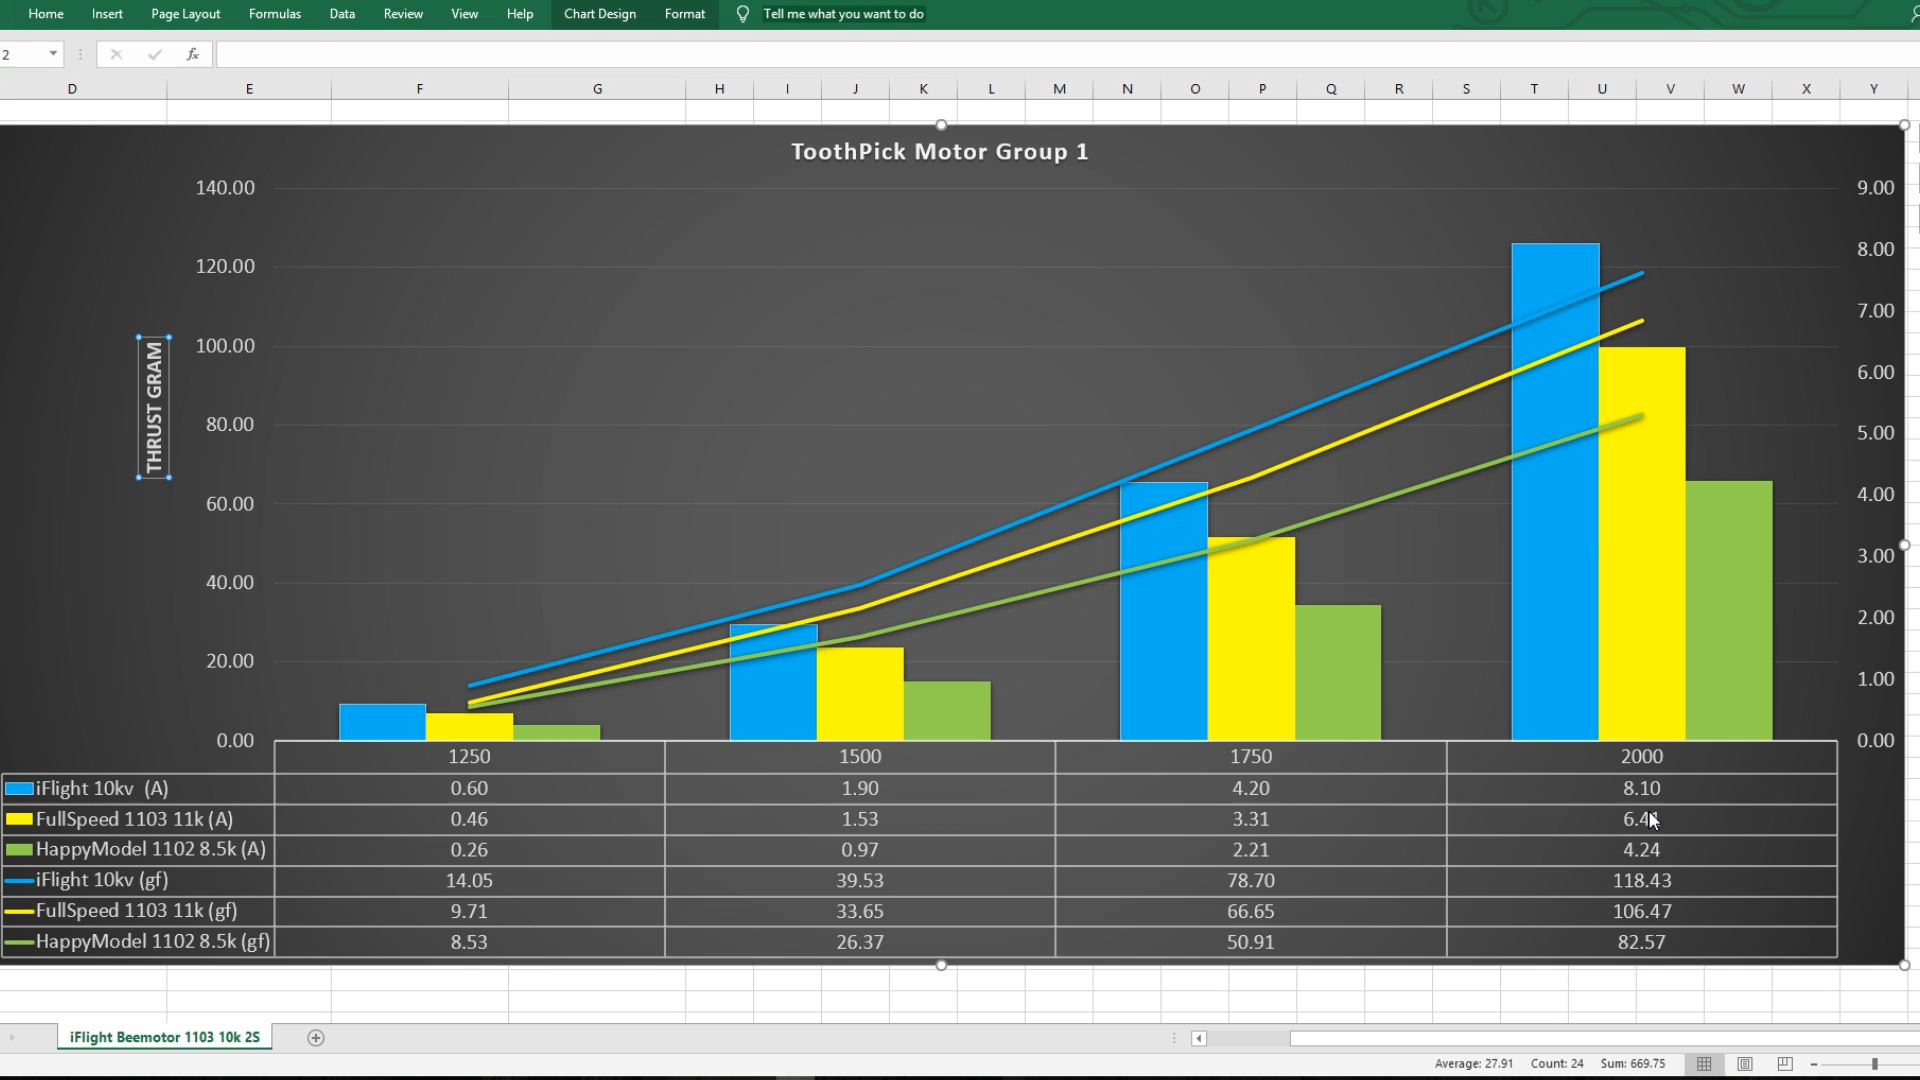 Home Insert Page Layout Formulas Data Review View Help Chart Design Format Tell me what you want to do
2 fx
D E F G H I J K L M N O P Q R S T U V W X Y
ToothPick Motor Group 1
THRUST GRAM
140.00 9.00
120.00 8.00
100.00 7.00
80.00 6.00
60.00 5.00
40.00 4.00
20.00 3.00
0.00 2.00
1.00
0.00
1250 1500 1750 2000
iFlight 10kv (A) 0.60 1.90 4.20 8.10
FullSpeed 1103 11k (A) 0.46 1.53 3.31
HappyModel 1102 8.5k (A) 0.26 0.97 2.21 4.24
iFlight 10kv (gf) 14.05 39.53 78.70 118.43
FullSpeed 1103 11k (gf) 9.71 33.65 66.65 106.47
HappyModel 1102 8.5k (gf) 8.53 26.37 50.91 82.57
iFlight Beemotor 1103 10k 2S
Average: 27.91 Count: 24 Sum: 669.75